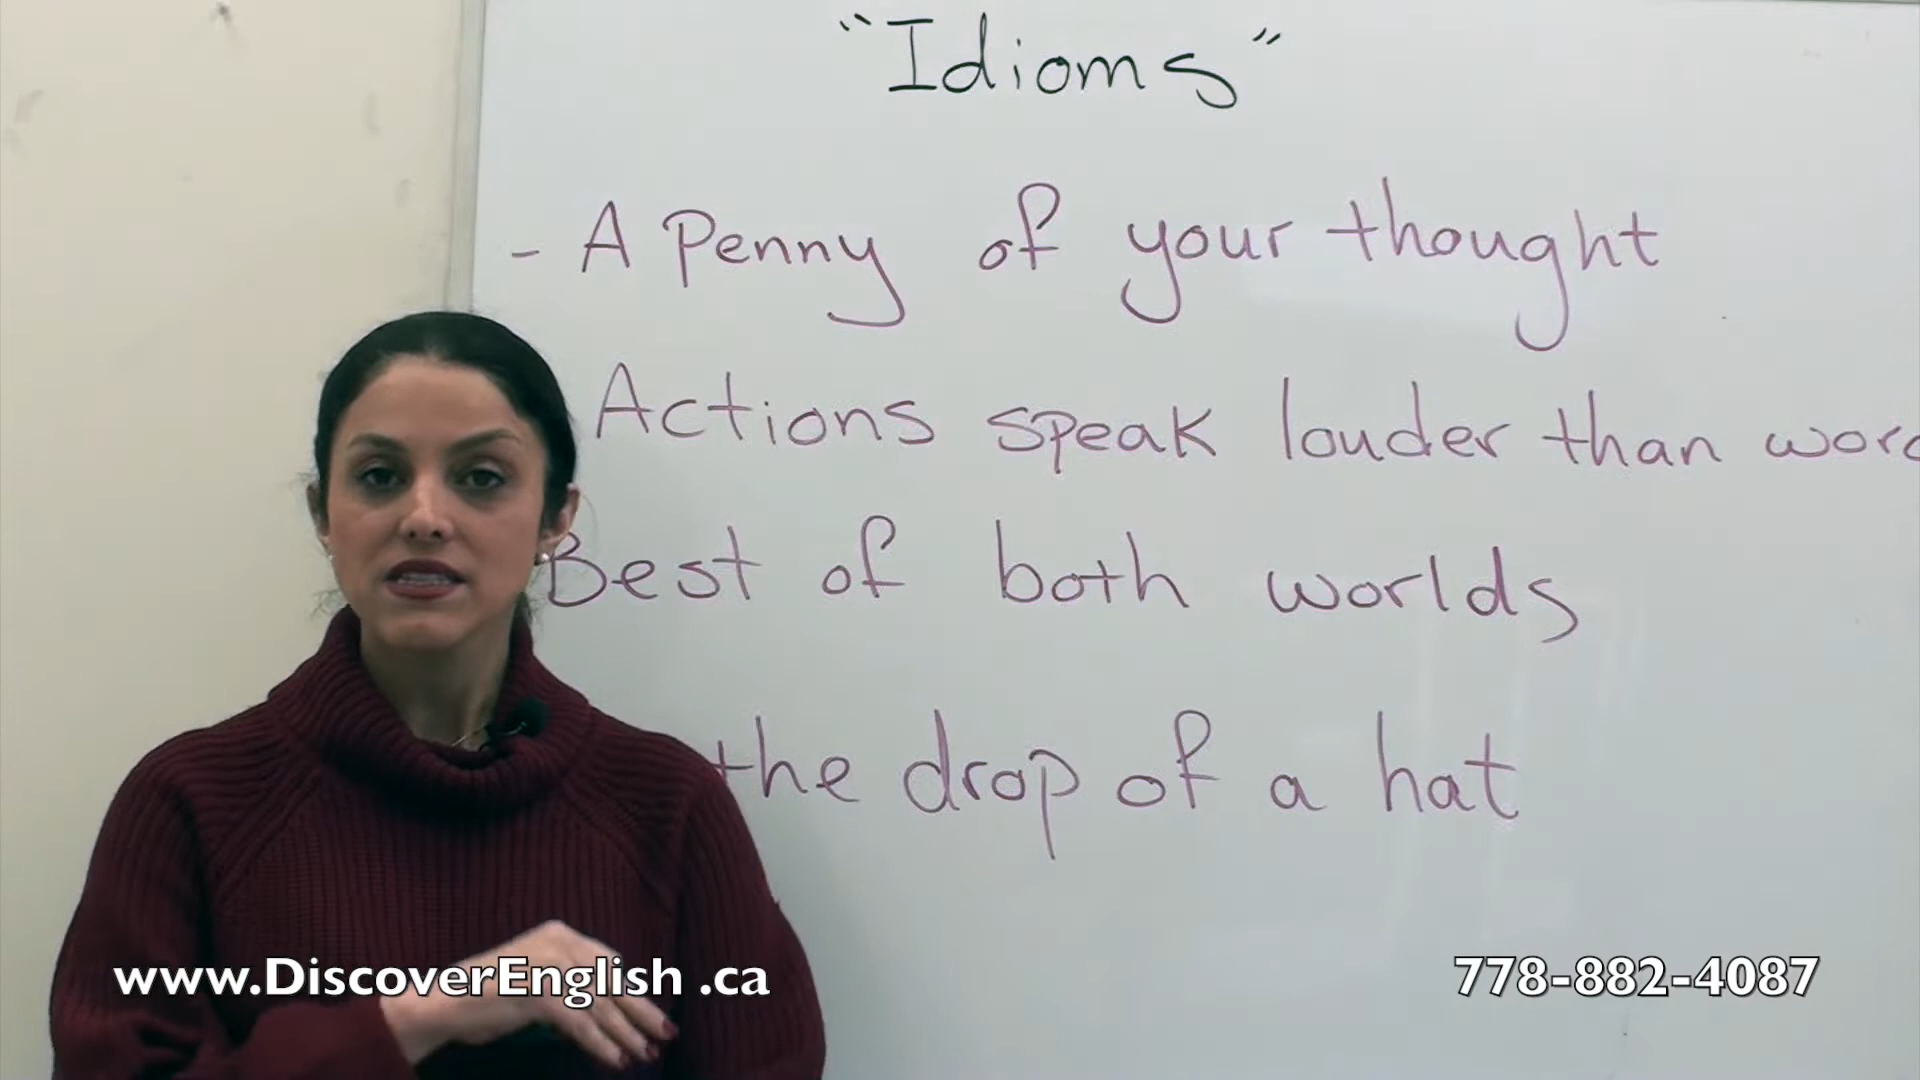 “Idioms”
- A Penny of your thought
Actions speak louder than
Best of both worlds
the drop of a hat
www.DiscoverEnglish .ca
778-882-4087